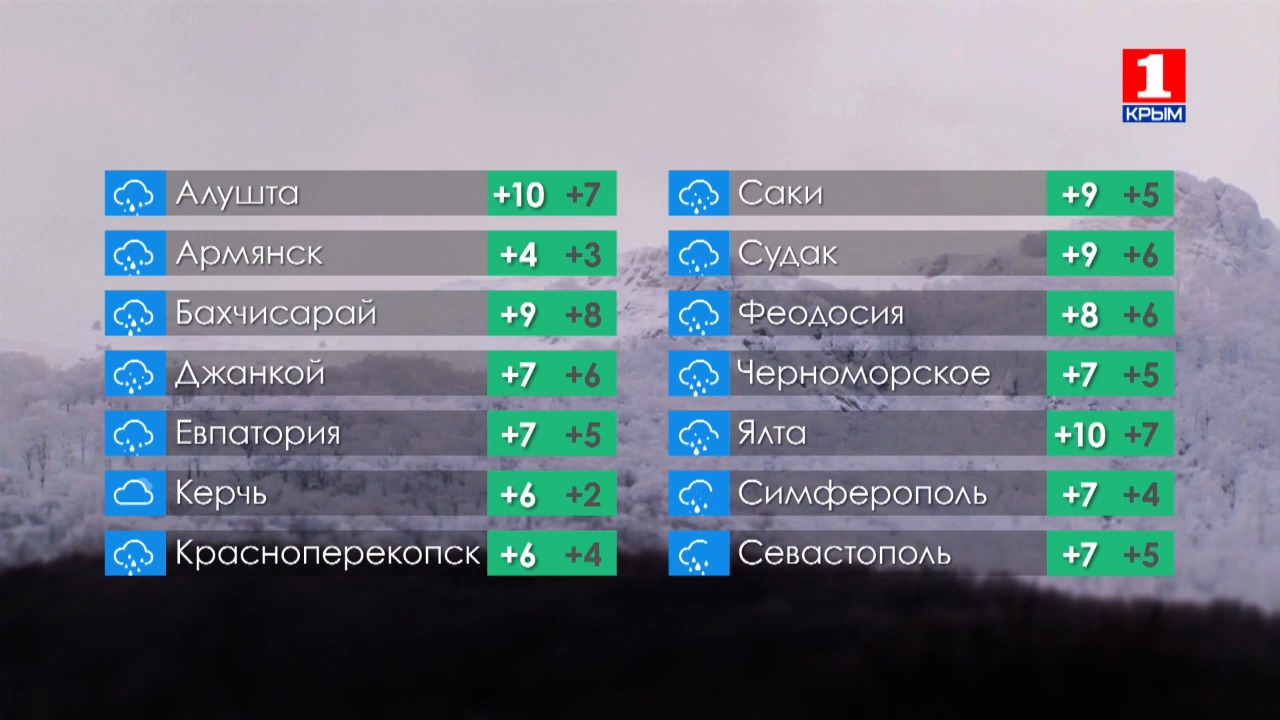 1
КРЫМ
Алушта +10 +7
Армянск +4 +3
Бахчисарай +9 +8
Джанкой +7 +6
Евпатория +7 +5
Керчь +6 +2
Красноперекопск +6 +4
Саки +9 +5
Судак +9 +6
Феодосия +8 +6
Черноморское +7 +5
Ялта +10 +7
Симферополь +7 +4
Севастополь +7 +5